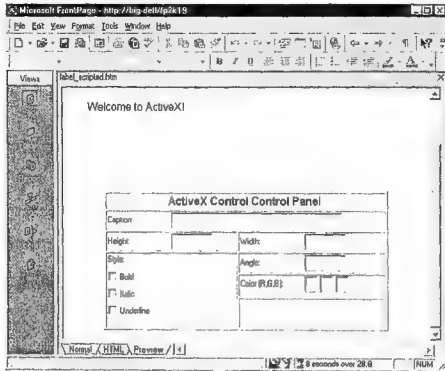 Microsoft FrontPage - http://big-dell/fp2k19
File Edit View Format Tools Window Help
Views
label_scripted.htm
Welcome to ActiveX!
ActiveX Control Control Panel
Caption:
Height:
Width:
Style:
Angle:
Bold
Color (R,G,B):
Italic
Underline
Normal HTML Preview
8 seconds over 28.8
NUM